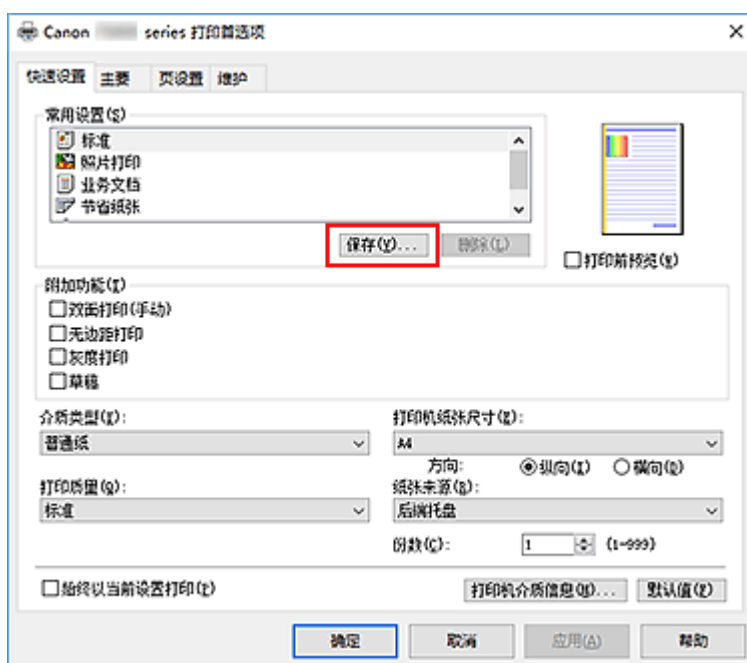 Canon series 打印首选项
快速设置 主要 页设置 维护
常用设置(S)
标准
照片打印
业务文档
节省纸张
保存(V)... 删除(L)
打印前预览(W)
附加功能(I)
双面打印(手动)
无边距打印
灰度打印
草稿
介质类型(X): 打印机纸张尺寸(Z):
普通纸 A4
方向: 纵向(I) 横向(D)
打印质量(Q): 纸张来源(B):
标准 后端托盘
份数(C): 1 (1-999)
始终以当前设置打印(P) 打印机介质信息(M)... 默认值(Z)
确定 取消 应用(A) 帮助